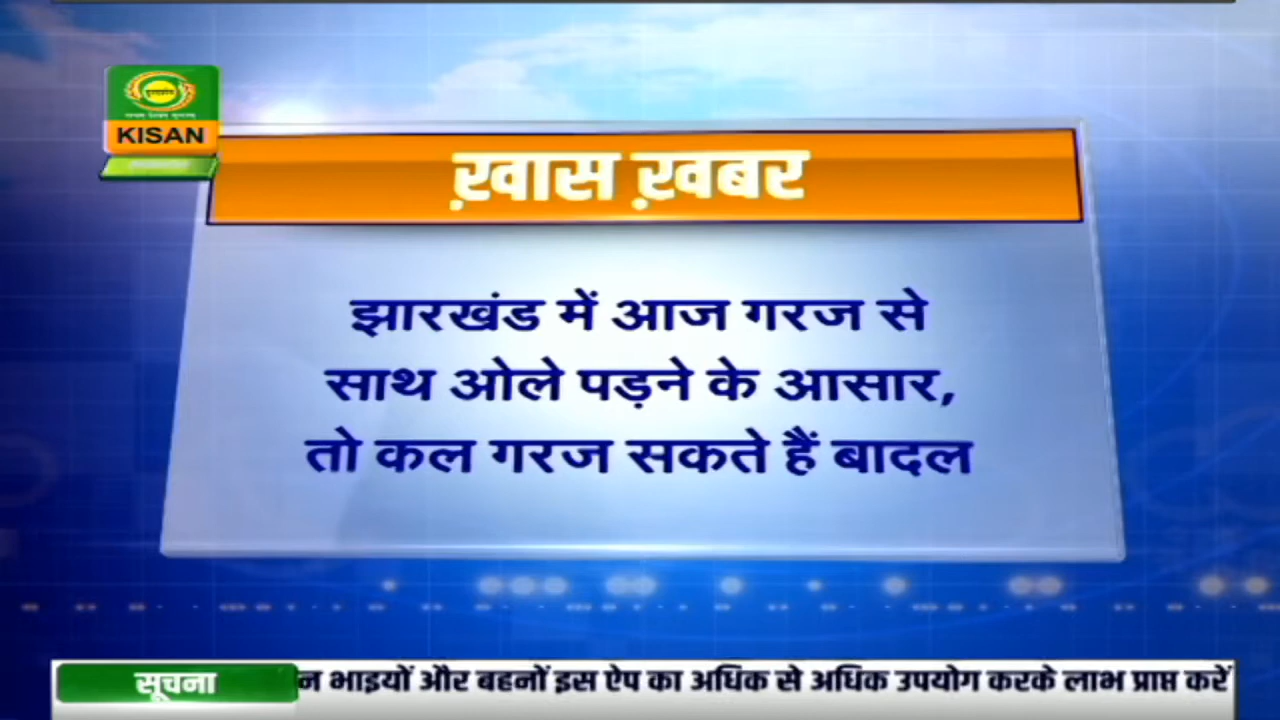 KISAN
ख़ास ख़बर
झारखंड में आज गरज से
साथ ओले पड़ने के आसार,
तो कल गरज सकते हैं बादल
सूचना
न भाइयों और बहनों इस ऐप का अधिक से अधिक उपयोग करके लाभ प्राप्त करें